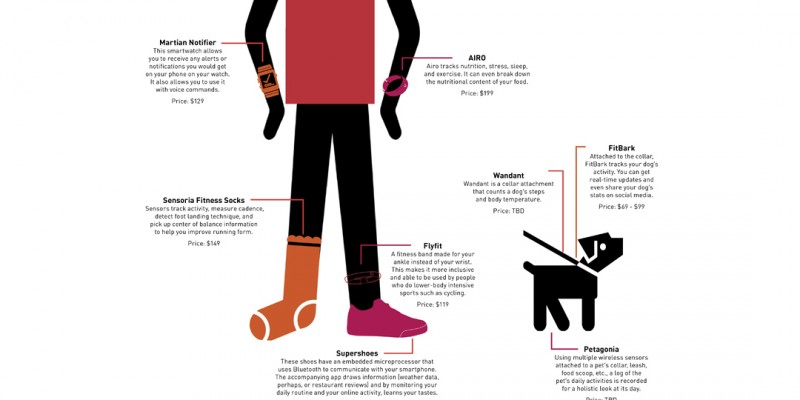 Martian Notifier
This smartwatch allows
you to receive any alerts or
notifications you would get
on your phone on your watch.
It also allows you to use it
with voice commands.
Price: $129
AIRO
Airo tracks nutrition, stress, sleep,
and exercise. It can even break down
the nutritional content of your food.
Price: $199
FitBark
Attached to the collar,
FitBark tracks your dog's
activity. You can get
real-time updates and
even share your dog's
stats on social media.
Price: $69 - $99
Wandant
Wandant is a collar attachment
that counts a dog's steps
and body temperature.
Price: TBD
Sensoria Fitness Socks
Sensors track activity, measure cadence,
detect foot landing technique, and
pick up center of balance information
to help you improve running form.
Price: $149
Flyfit
A fitness band made for your
ankle instead of your wrist.
This makes it more inclusive
and able to be used by people
who do lower-body intensive
sports such as cycling.
Price: $119
Supershoes
These shoes have an embedded microprocessor that
uses Bluetooth to communicate with your smartphone.
The accompanying app draws information (weather data,
perhaps, or restaurant reviews) and by monitering your
daily routine and your online activity, learns your tastes.
Petagonia
Using multiple wireless sensors
attached to a pet's collar, leash,
food scoop, etc., a log of the
pet's daily activities is recorded
for a holistic look at its day.
Price: TBD